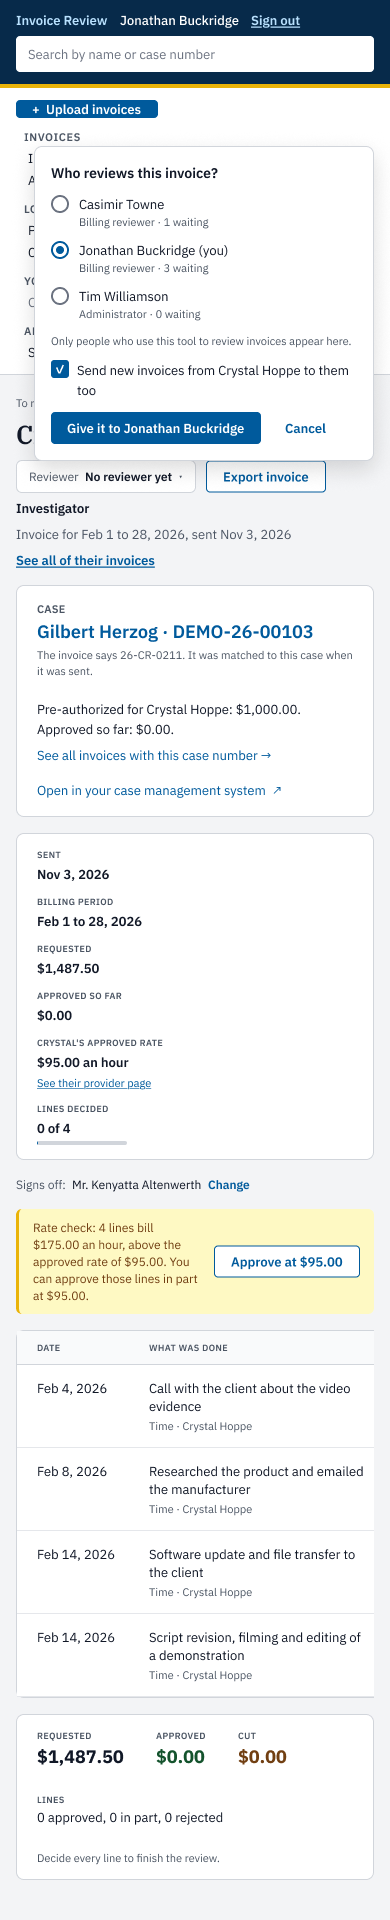 Invoice Review Jonathan Buckridge Sign out
Search by name or case number
+ Upload invoices
INVOICES
Who reviews this invoice?
Casimir Towne
Billing reviewer · 1 waiting
Jonathan Buckridge (you)
Billing reviewer · 3 waiting
Tim Williamson
Administrator · 0 waiting
Only people who use this tool to review invoices appear here.
Send new invoices from Crystal Hoppe to them
too
Give it to Jonathan Buckridge Cancel
To
Reviewer No reviewer yet · Export invoice
Investigator
Invoice for Feb 1 to 28, 2026, sent Nov 3, 2026
See all of their invoices
CASE
Gilbert Herzog · DEMO-26-00103
The invoice says 26-CR-0211. It was matched to this case when
it was sent.
Pre-authorized for Crystal Hoppe: $1,000.00.
Approved so far: $0.00.
See all invoices with this case number →
Open in your case management system ↗
SENT
Nov 3, 2026
BILLING PERIOD
Feb 1 to 28, 2026
REQUESTED
$1,487.50
APPROVED SO FAR
$0.00
CRYSTAL'S APPROVED RATE
$95.00 an hour
See their provider page
LINES DECIDED
0 of 4
Signs off: Mr. Kenyatta Altenwerth Change
Rate check: 4 lines bill
$175.00 an hour, above the
approved rate of $95.00. You
can approve those lines in part
at $95.00.
Approve at $95.00
DATE WHAT WAS DONE
Feb 4, 2026 Call with the client about the video
evidence
Time · Crystal Hoppe
Feb 8, 2026 Researched the product and emailed
the manufacturer
Time · Crystal Hoppe
Feb 14, 2026 Software update and file transfer to
the client
Time · Crystal Hoppe
Feb 14, 2026 Script revision, filming and editing of
a demonstration
Time · Crystal Hoppe
REQUESTED APPROVED CUT
$1,487.50 $0.00 $0.00
LINES
0 approved, 0 in part, 0 rejected
Decide every line to finish the review.